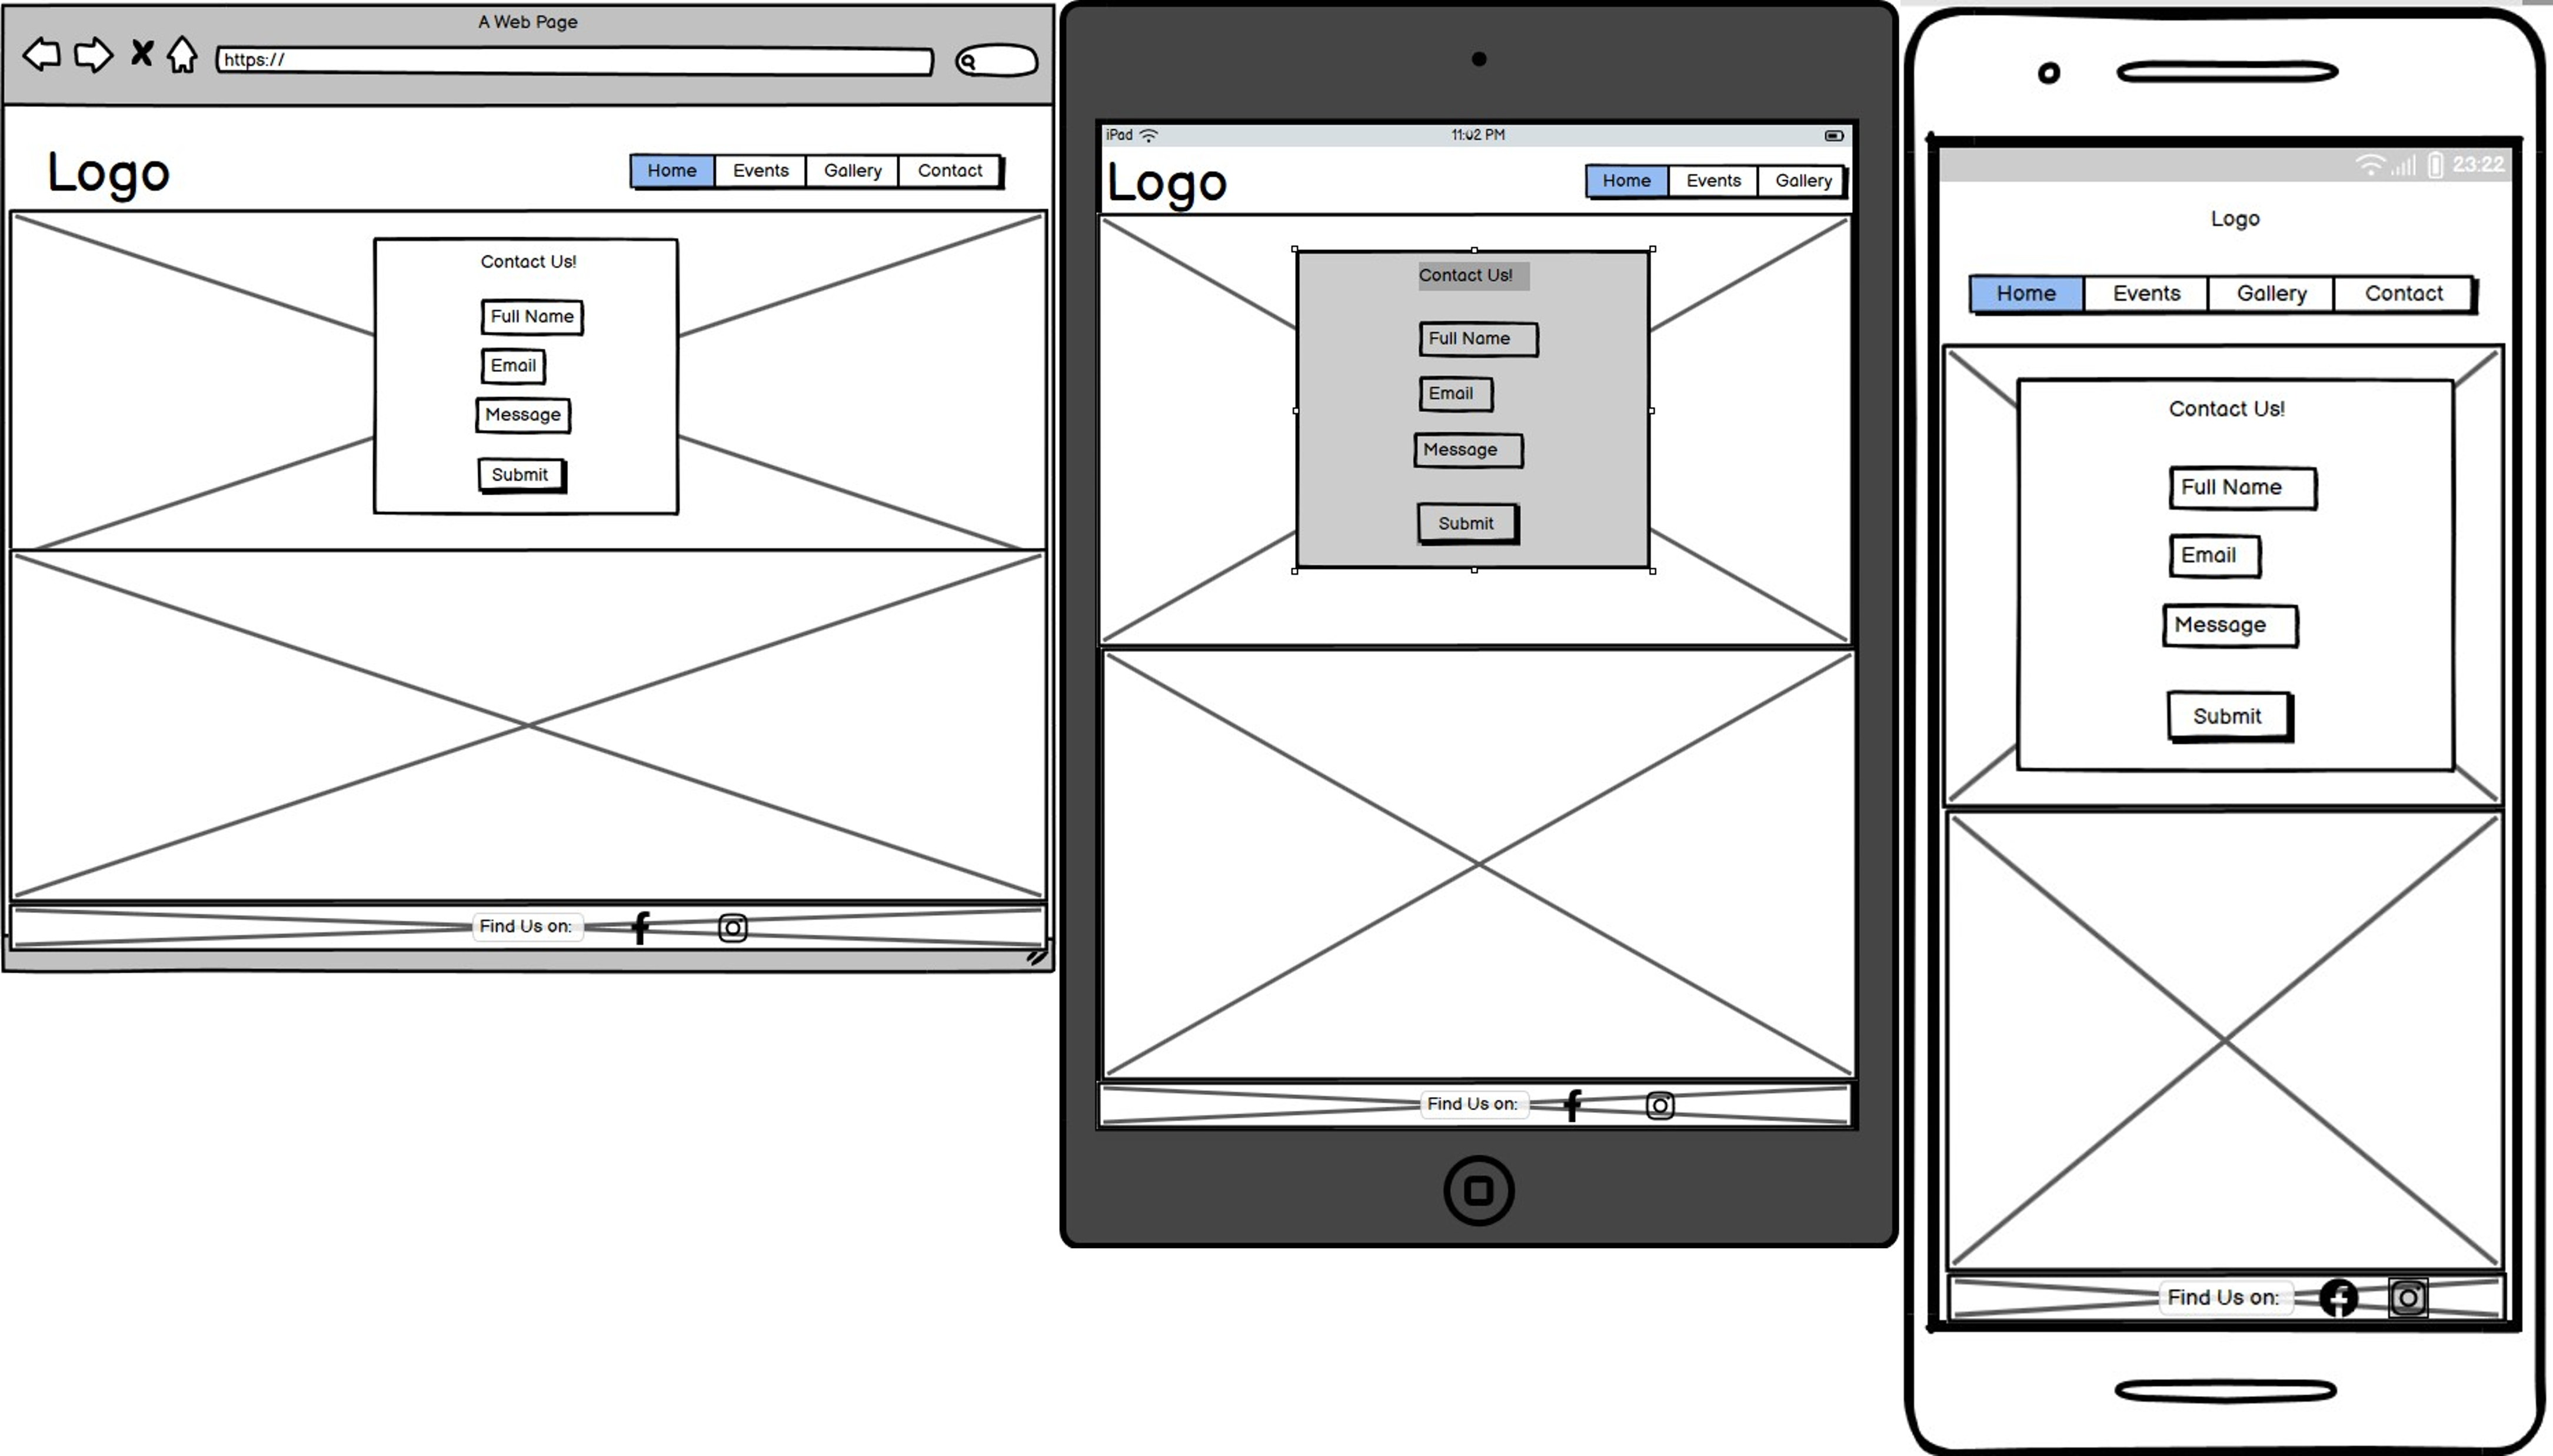 A Web Page
https://
Logo
Home Events Gallery Contact
Contact Us!
Full Name
Email
Message
Submit
Find Us on:
iPad 11:02 PM
Logo
Home Events Gallery
Contact Us!
Full Name
Email
Message
Submit
Find Us on:
23:22
Logo
Home Events Gallery Contact
Contact Us!
Full Name
Email
Message
Submit
Find Us on: